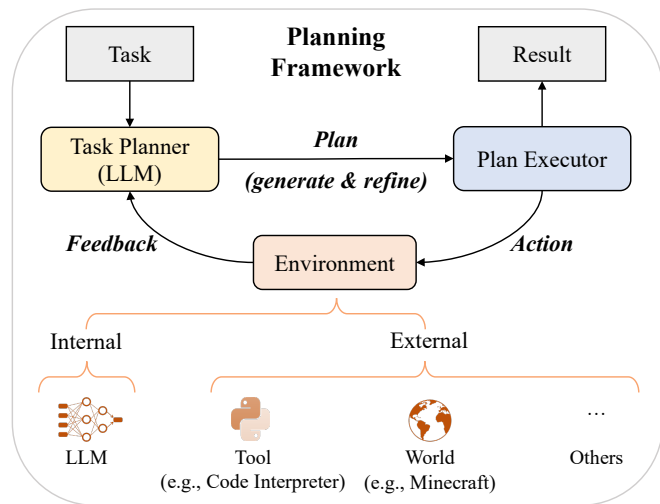 Planning
Framework
Task
Result
Task Planner
(LLM)
Plan
(generate & refine)
Plan Executor
Feedback
Environment
Action
Internal
External
LLM
Tool
(e.g., Code Interpreter)
World
(e.g., Minecraft)
...
Others